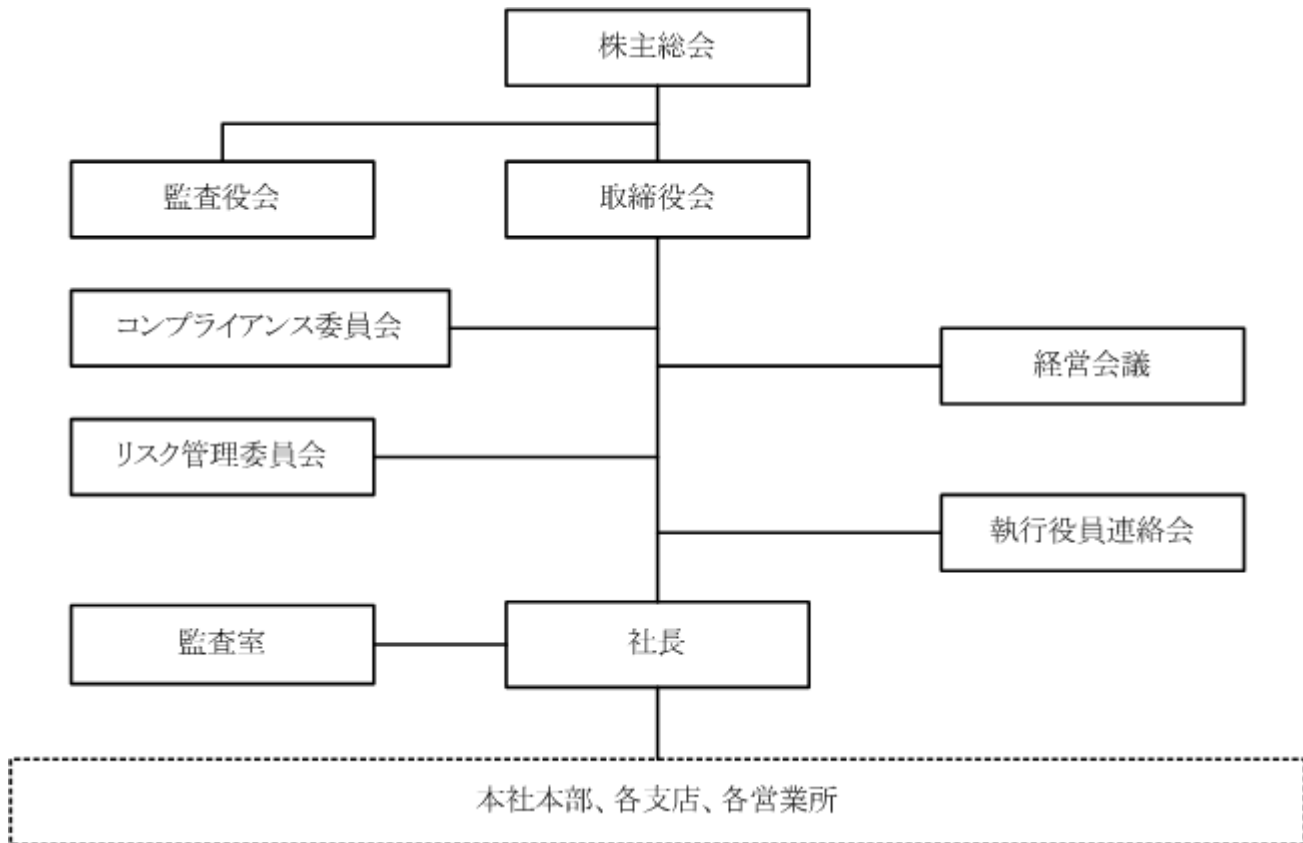 株主総会
監査役会
取締役会
コンプライアンス委員会
経営会議
リスク管理委員会
執行役員連絡会
監査室
社長
本社本部、各支店、各営業所